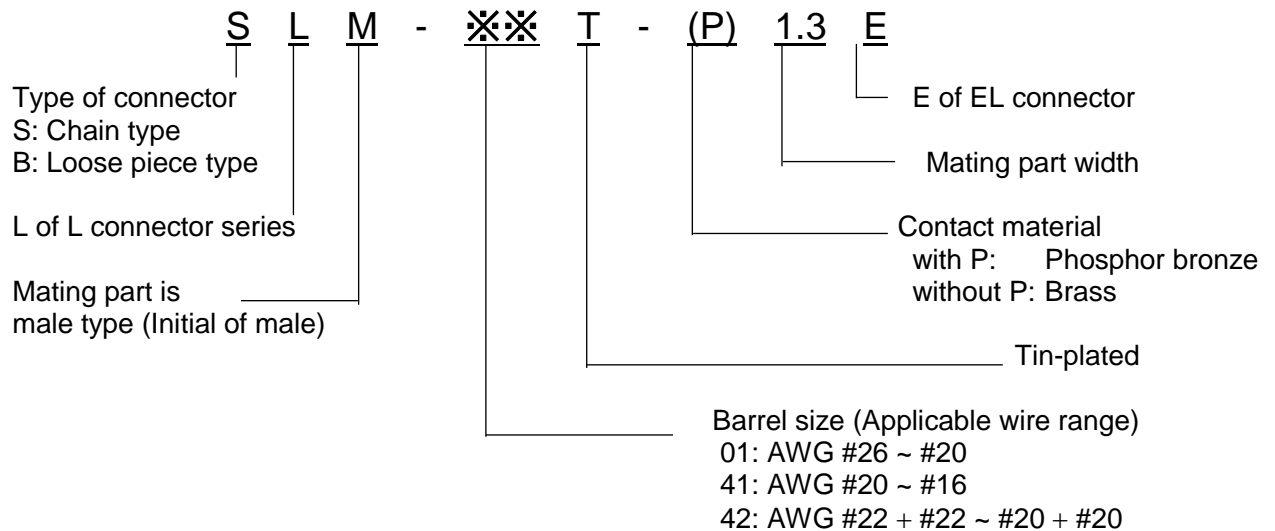 S L M - ※※ T - (P) 1.3 E
Type of connector
S: Chain type
B: Loose piece type
L of L connector series
Mating part is
male type (Initial of male)
E of EL connector
Mating part width
Contact material
with P: Phosphor bronze
without P: Brass
Tin-plated
Barrel size (Applicable wire range)
01: AWG #26 ~ #20
41: AWG #20 ~ #16
42: AWG #22 + #22 ~ #20 + #20